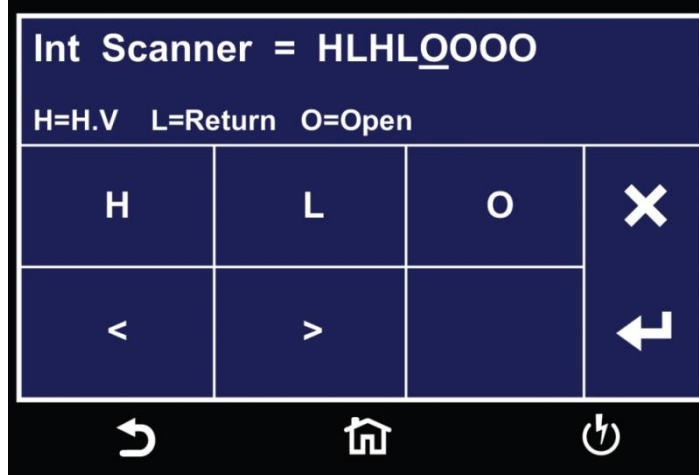 Int Scanner = HLHLOOOO
H=H.V L=Return O=Open
H L O
< >